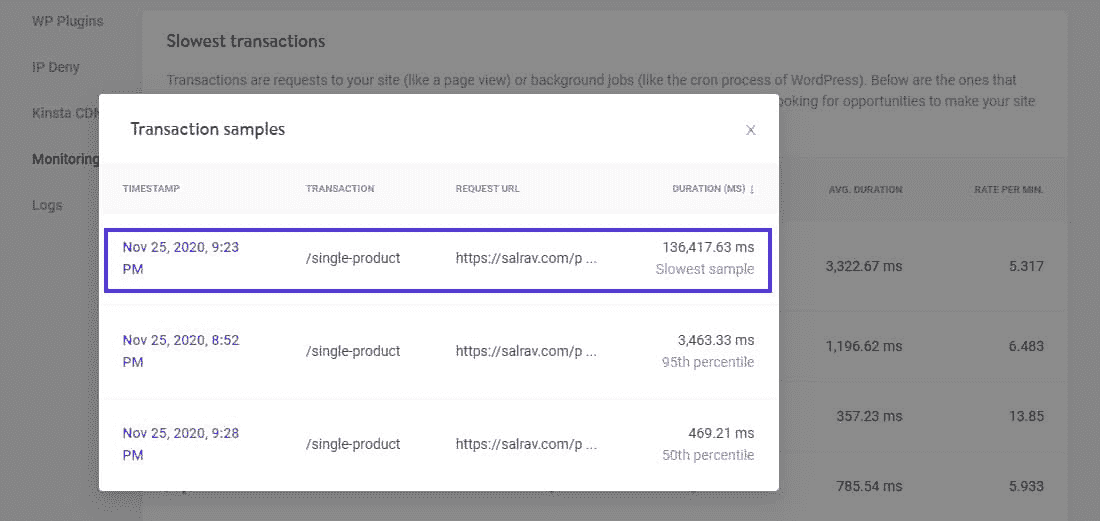 WP Plugins
IP Deny
Kinsta CDN
Monitoring
Logs
Slowest transactions
Transactions are requests to your site (like a page view) or background jobs (like the cron process of WordPress). Below are the ones that
ooking for opportunities to make your site
AVG. DURATION RATE PER MIN.
3,322.67 ms 5.317
1,196.62 ms 6.483
357.23 ms 13.85
785.54 ms 5.933
Transaction samples X
TIMESTAMP TRANSACTION REQUEST URL DURATION (MS) ↓
Nov 25, 2020, 9:23
PM
/single-product https://salrav.com/p ... 136,417.63 ms
Slowest sample
Nov 25, 2020, 8:52
PM
/single-product https://salrav.com/p ... 3,463.33 ms
95th percentile
Nov 25, 2020, 9:28
PM
/single-product https://salrav.com/p ... 469.21 ms
50th percentile